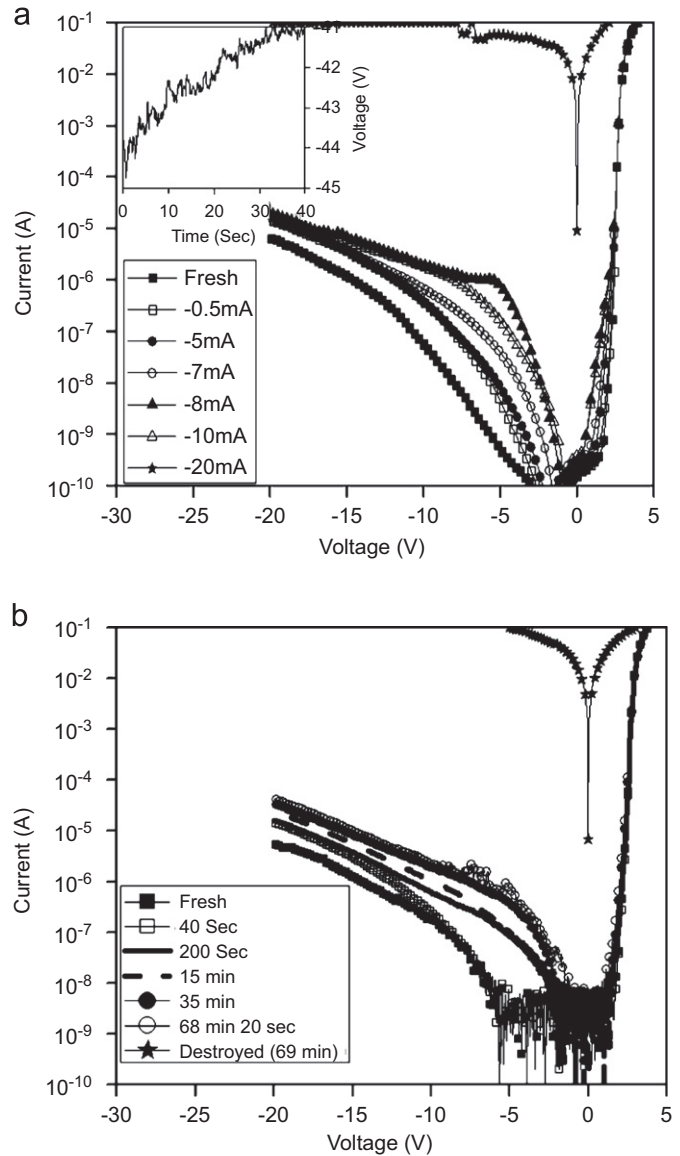 a
10-1
10-2
10-3
10-4
10-5
10-6
10-7
10-8
10-9
10-10
Current (A)
-41
-42
-43
-44
-45
Voltage (V)
0 10 20 30 40
Time (Sec)
Fresh
-0.5mA
-5mA
-7mA
-8mA
-10mA
-20mA
-30 -25 -20 -15 -10 -5 0 5
Voltage (V)
b
10-1
10-2
10-3
10-4
10-5
10-6
10-7
10-8
10-9
10-10
Current (A)
Fresh
40 Sec
200 Sec
15 min
35 min
68 min 20 sec
Destroyed (69 min)
-30 -25 -20 -15 -10 -5 0 5
Voltage (V)